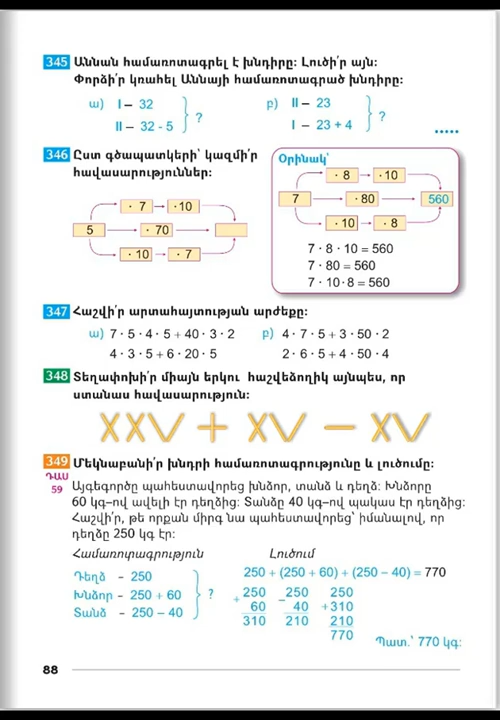 345 Աննան համառոտագրել է խնդիրը։ Լուծի՛ր այն։
Փորձի՛ր կռահել Աննայի համառոտագրած խնդիրը։
ա) I – 32
II – 32 - 5
?
բ) II – 23
I – 23 + 4
?
.....
346 Ըստ գծապատկերի՝ կազմի՛ր
հավասարություններ։
5
· 7
· 10
· 70
· 10
· 7
Օրինակ՝
7
· 8
· 10
· 80
560
· 10
· 8
7 · 8 · 10 = 560
7 · 80 = 560
7 · 10 · 8 = 560
347 Հաշվի՛ր արտահայտության արժեքը։
ա) 7 · 5 · 4 · 5 + 40 · 3 · 2
4 · 3 · 5 + 6 · 20 · 5
բ) 4 · 7 · 5 + 3 · 50 · 2
2 · 6 · 5 + 4 · 50 · 4
348 Տեղափոխի՛ր միայն երկու հաշվեձողիկ այնպես, որ
ստանաս հավասարություն։
XXV + XV − XV
349 Մեկնաբանի՛ր խնդրի համառոտագրությունը և լուծումը։
ԴԱՍ
59
Այգեգործը պահեստավորեց խնձոր, տանձ և դեղձ։ Խնձորը
60 կգ–ով ավելի էր դեղձից։ Տանձը 40 կգ–ով պակաս էր դեղձից։
Հաշվի՛ր, թե որքան միրգ նա պահեստավորեց՝ իմանալով, որ
դեղձը 250 կգ էր։
Համառոտագրություն
Դեղձ – 250
Խնձոր – 250 + 60
Տանձ – 250 – 40
?
Լուծում
250 + (250 + 60) + (250 – 40) = 770
+ 250
60
310
– 250
40
210
250
+310
210
770
Պատ.՝ 770 կգ։
88